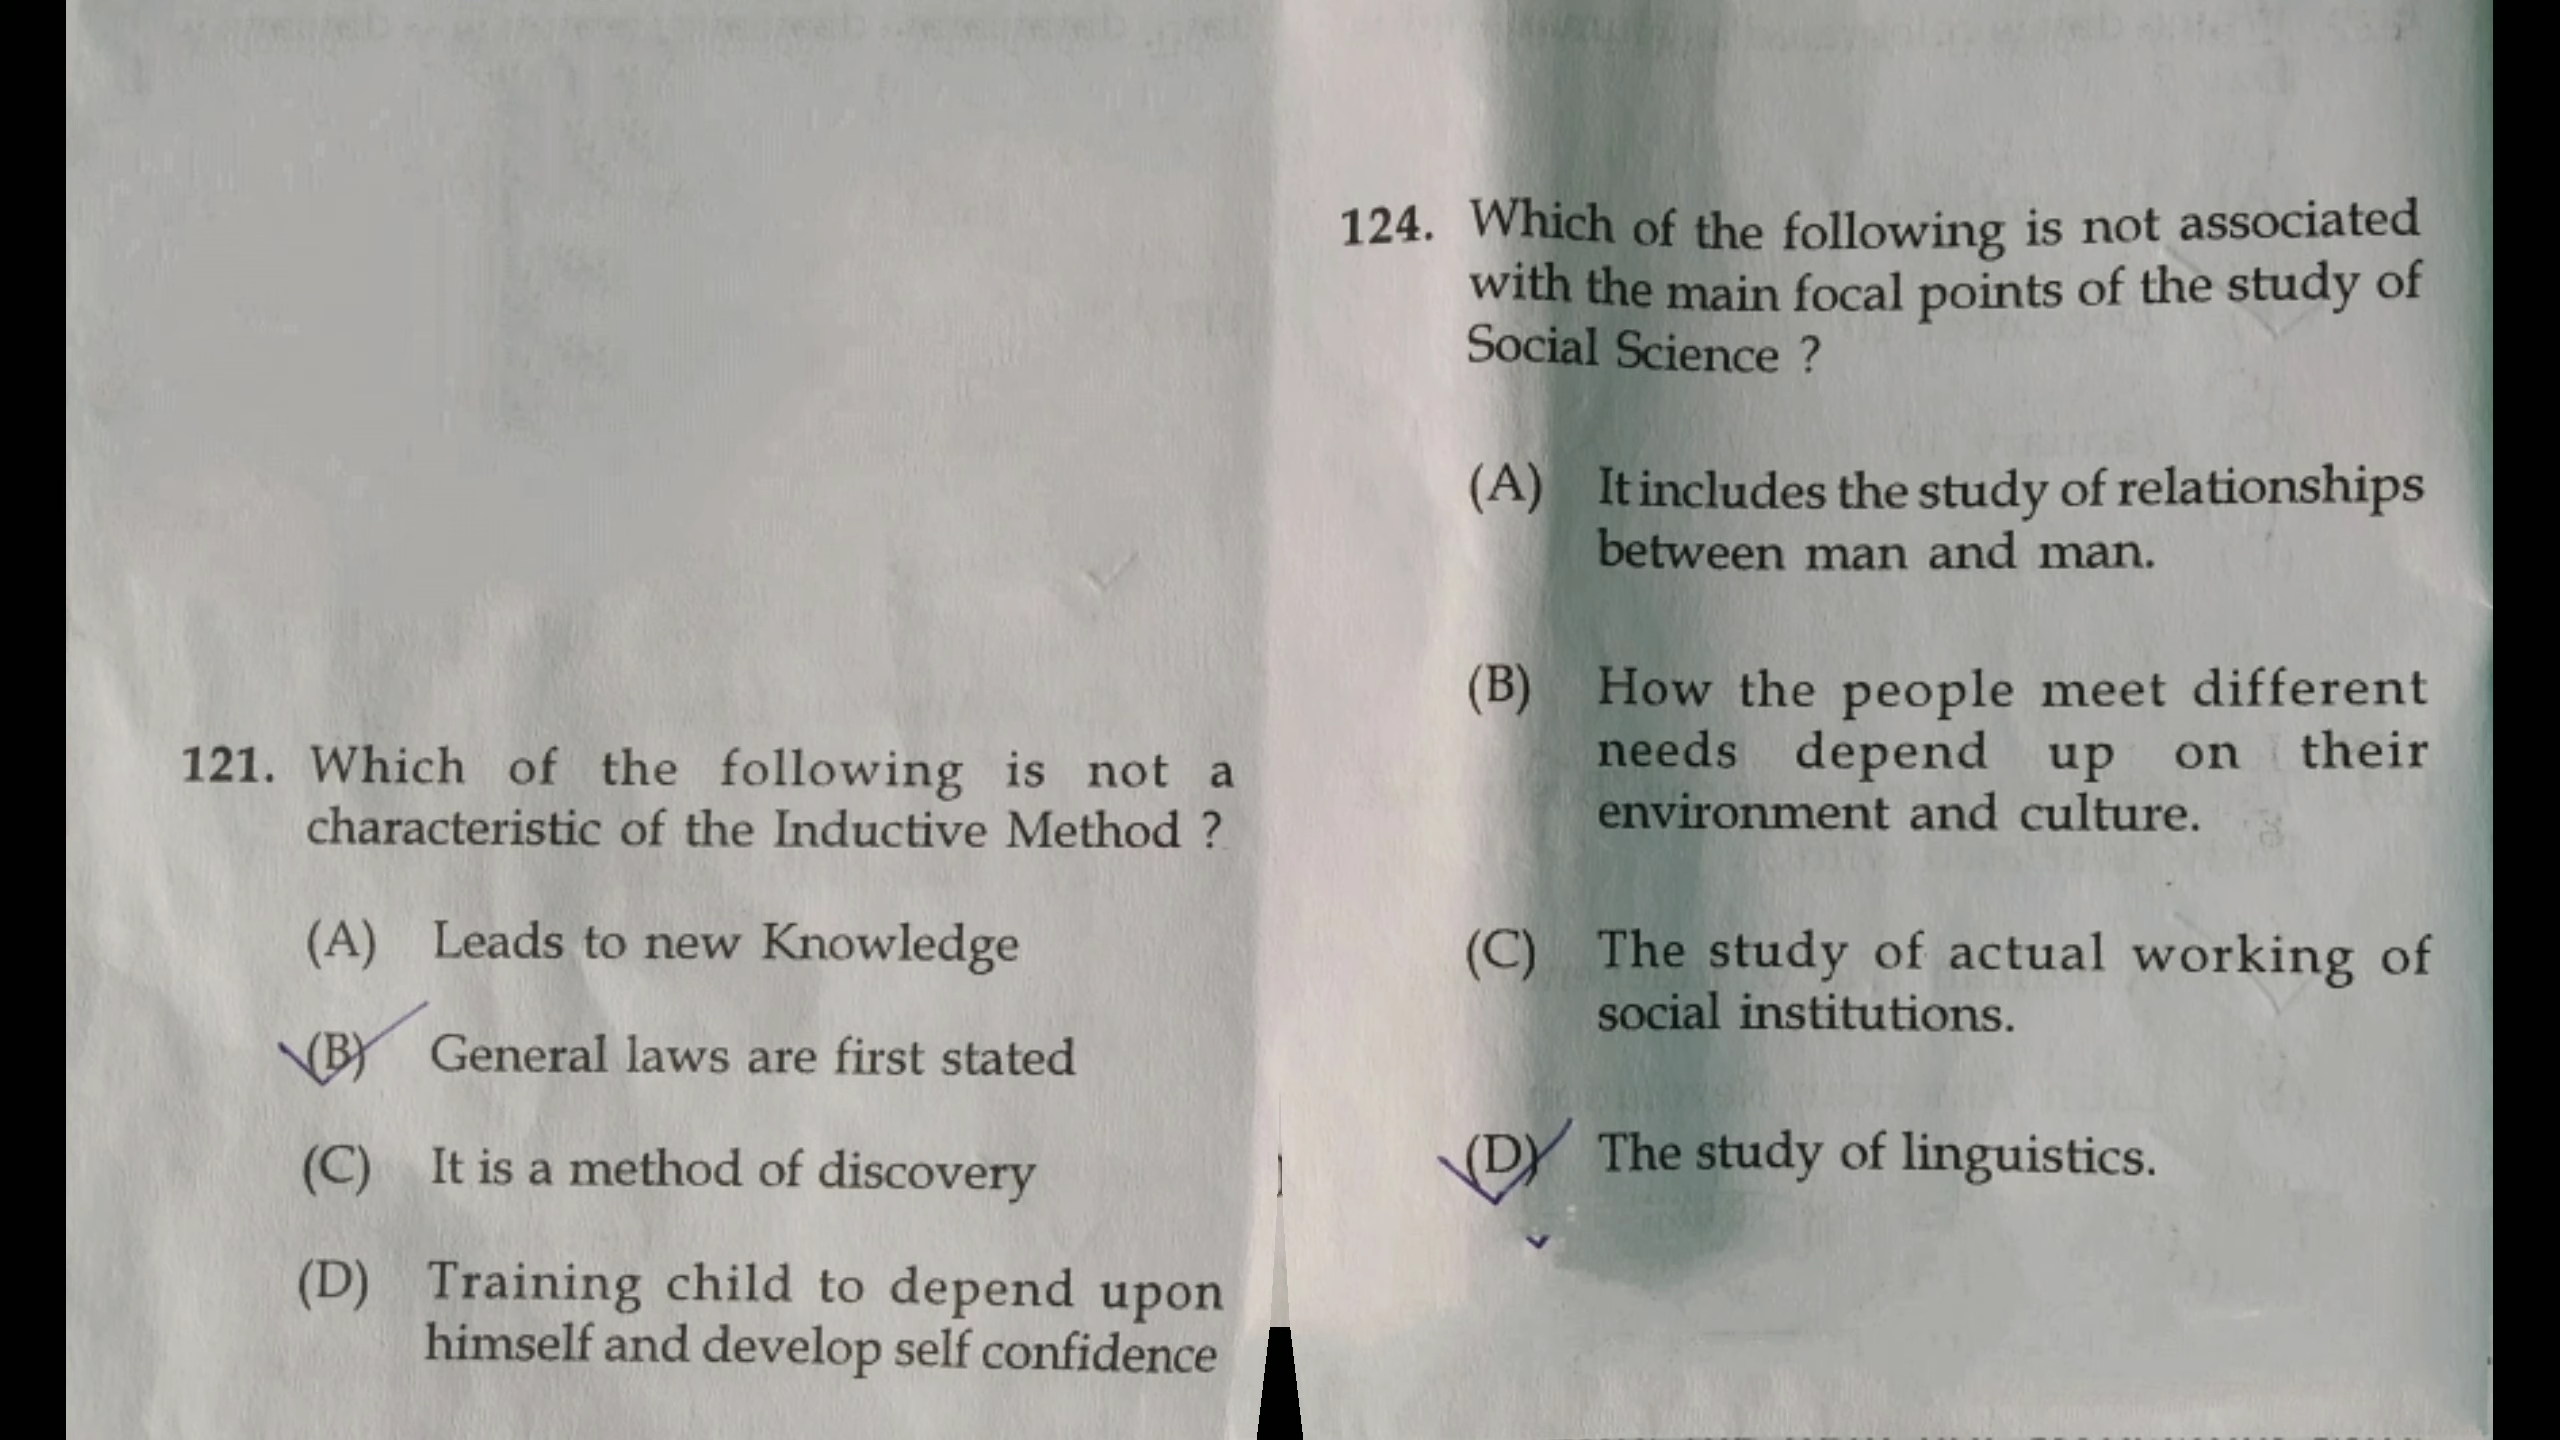 121. Which of the following is not a
characteristic of the Inductive Method ?
(A) Leads to new Knowledge
(B) General laws are first stated
(C) It is a method of discovery
(D) Training child to depend upon
himself and develop self confidence
124. Which of the following is not associated
with the main focal points of the study of
Social Science ?
(A) It includes the study of relationships
between man and man.
(B) How the people meet different
needs depend up on their
environment and culture.
(C) The study of actual working of
social institutions.
(D) The study of linguistics.